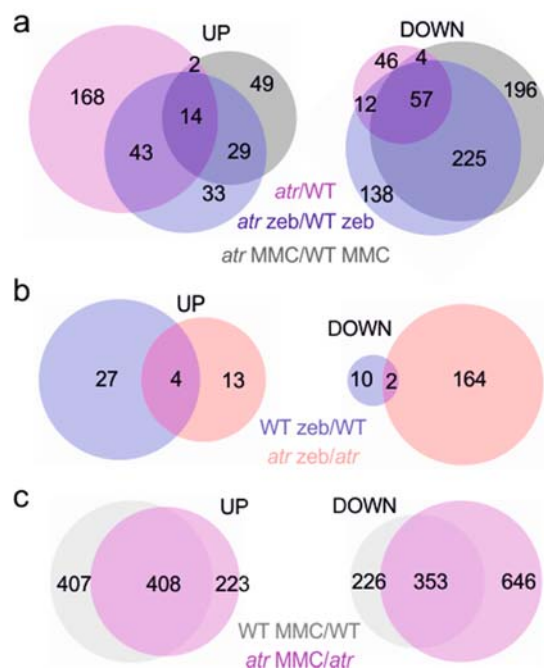 a
UP
DOWN
2
49
168
14
43
29
33
46
4
196
12
57
225
138
atr/WT
atr zeb/WT zeb
atr MMC/WT MMC
b
UP
DOWN
27
4
13
10
2
164
WT zeb/WT
atr zeb/atr
c
UP
DOWN
407
408
223
226
353
646
WT MMC/WT
atr MMC/atr